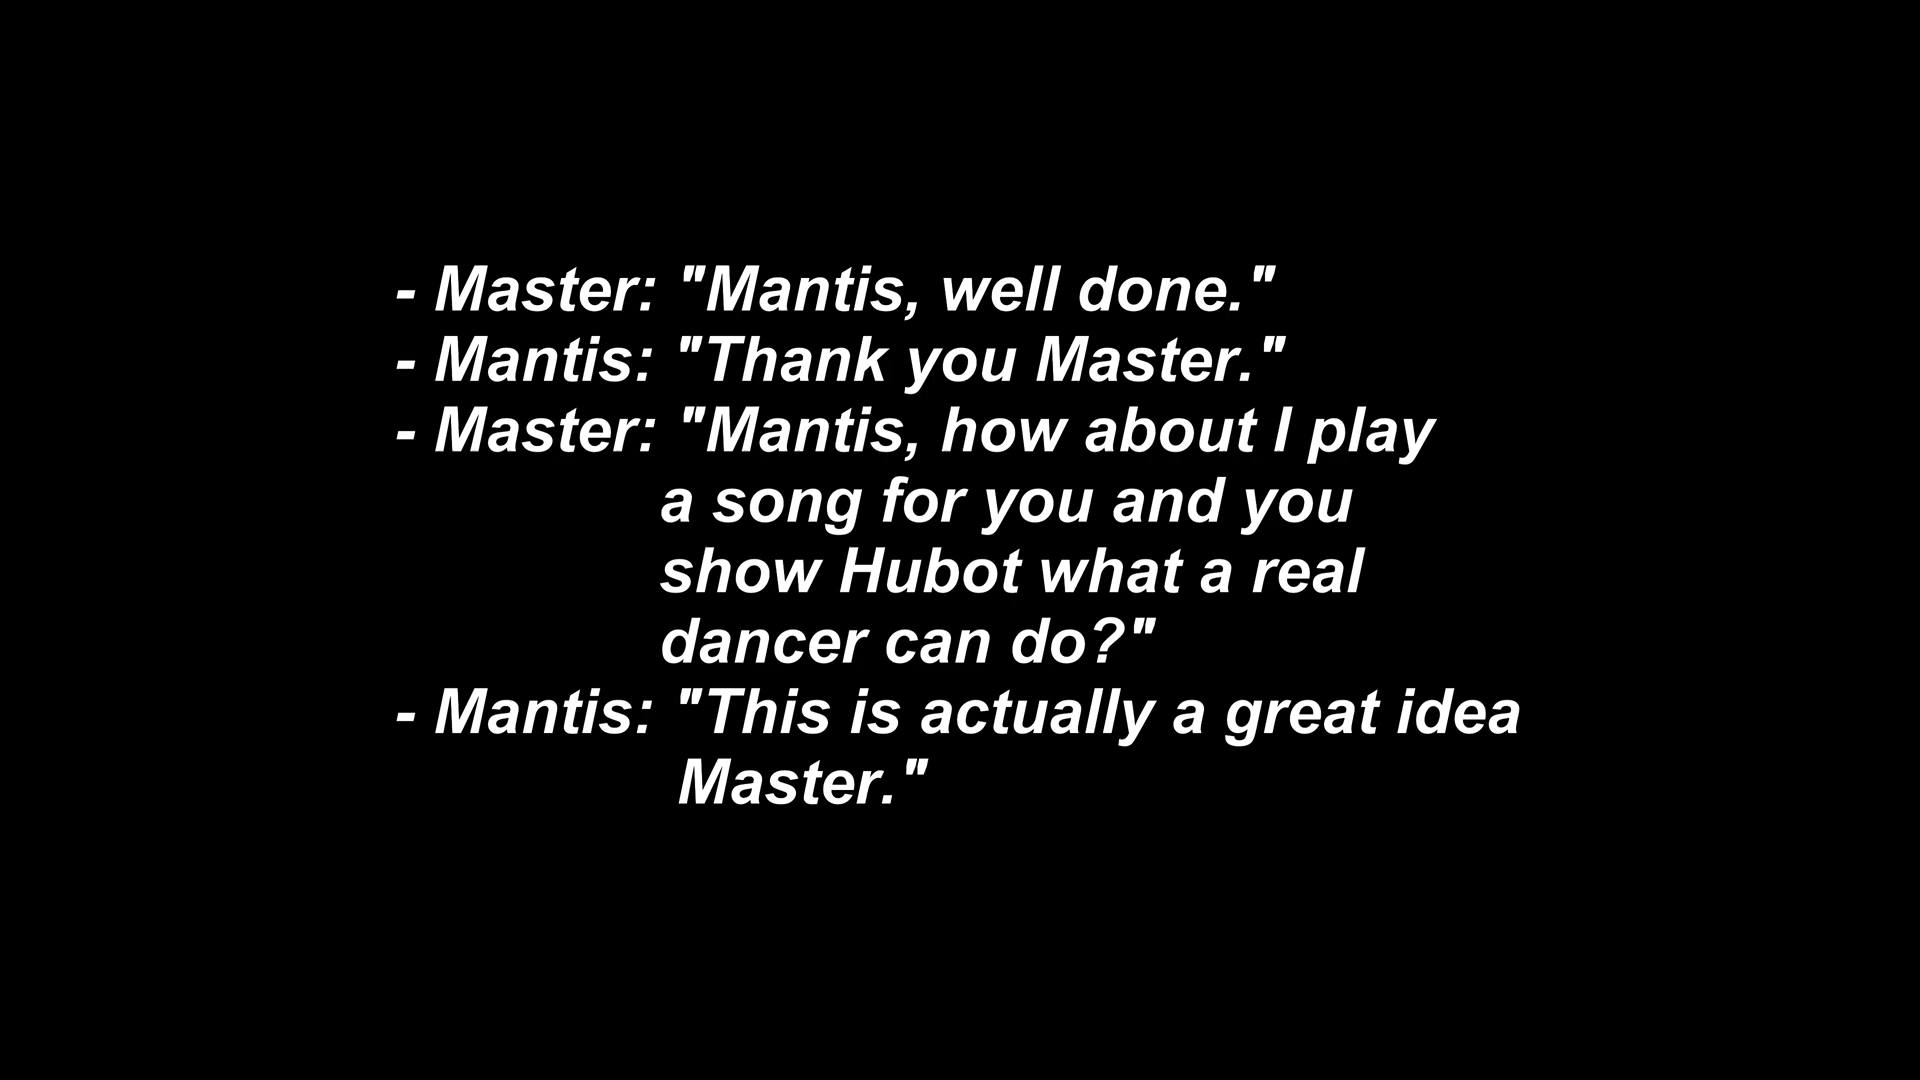 - Master: "Mantis, well done."
- Mantis: "Thank you Master."
- Master: "Mantis, how about I play
a song for you and you
show Hubot what a real
dancer can do?"
- Mantis: "This is actually a great idea
Master."